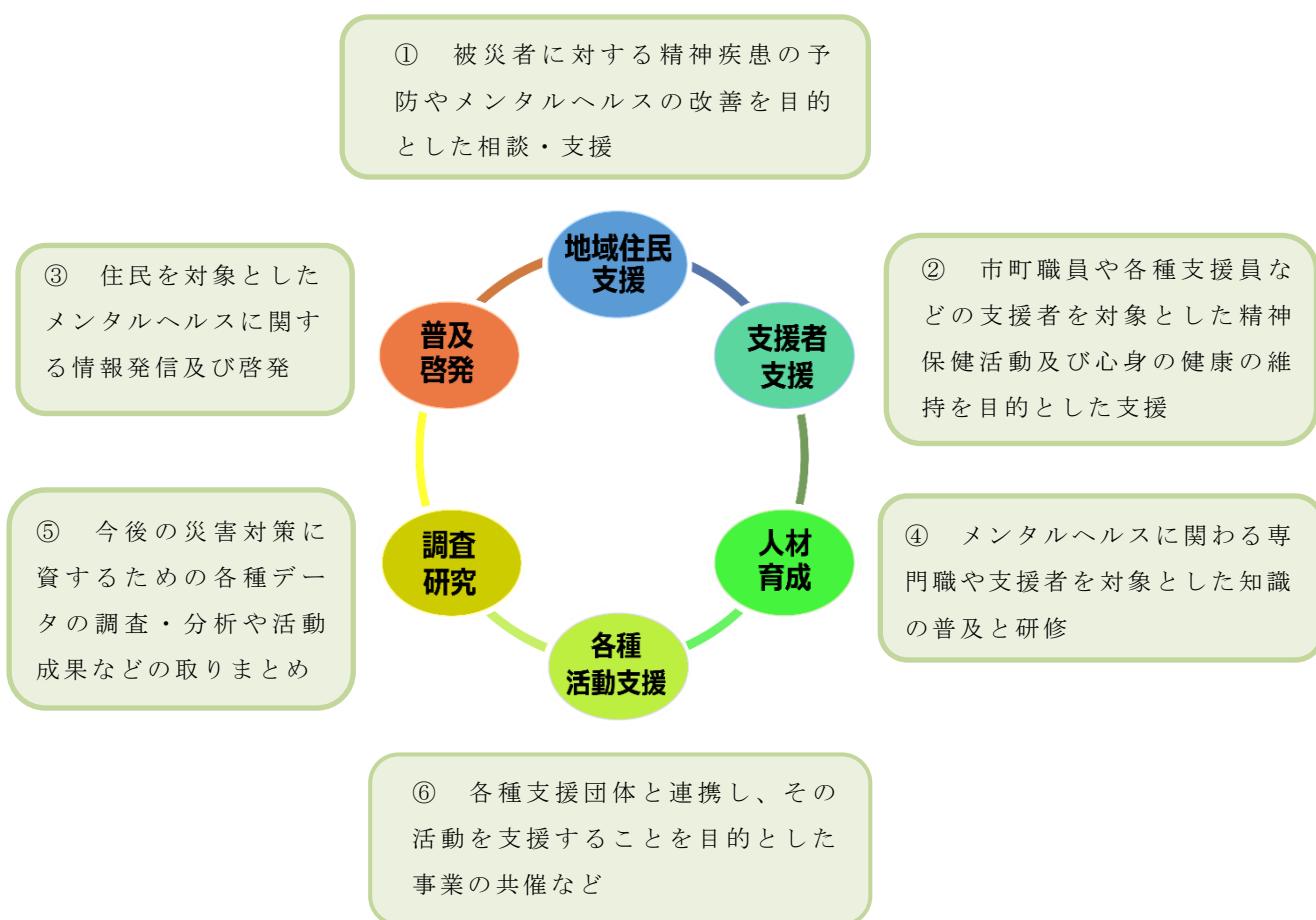 ① 被災者に対する精神疾患の予
防やメンタルヘルスの改善を目的
とした相談・支援
地域住民
支援
③ 住民を対象とした
メンタルヘルスに関す
る情報発信及び啓発
普及
啓発
支援者
支援
② 市町職員や各種支援員な
どの支援者を対象とした精神
保健活動及び心身の健康の維
持を目的とした支援
⑤ 今後の災害対策に
資するための各種デー
タの調査・分析や活動
成果などの取りまとめ
調査
研究
人材
育成
④ メンタルヘルスに関わる専
門職や支援者を対象とした知識
の普及と研修
各種
活動支援
⑥ 各種支援団体と連携し、その
活動を支援することを目的とした
事業の共催など